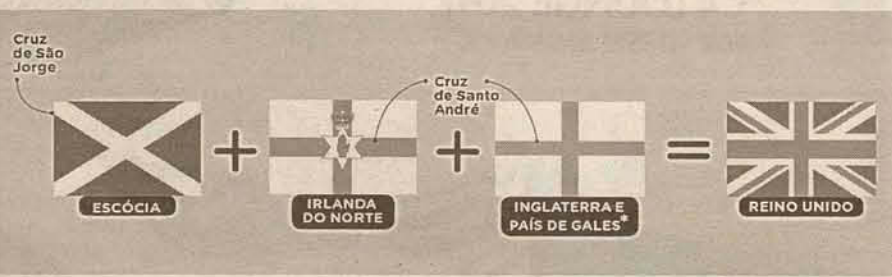 Cruz
de São
Jorge
Cruz
de Santo
André
ESCÓCIA
IRLANDA
DO NORTE
INGLATERRA E
PAÍS DE GALES*
REINO UNIDO